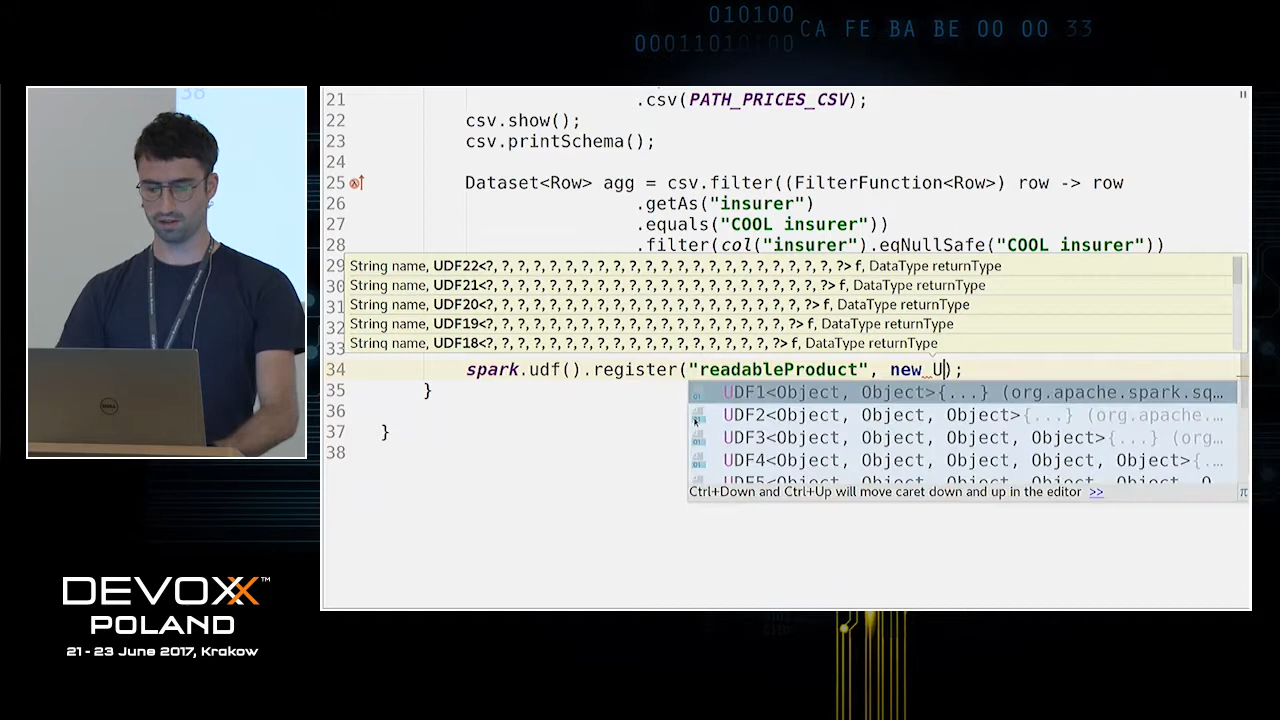 010100
00011010100
CA FE BA BE 00 00 33
38
21 .csv(PATH_PRICES_CSV);
22 csv.show();
23 csv.printSchema();
24
25 Dataset<Row> agg = csv.filter((FilterFunction<Row>) row -> row
26 .getAs("insurer")
27 .equals("COOL insurer"))
28 .filter(col("insurer").eqNullSafe("COOL insurer"))
29 String name, UDF22<?, ?, ?, ?, ?, ?, ?, ?, ?, ?, ?, ?, ?, ?, ?, ?, ?, ?, ?, ?, ?, ?, ?> f, DataType returnType
30 String name, UDF21<?, ?, ?, ?, ?, ?, ?, ?, ?, ?, ?, ?, ?, ?, ?, ?, ?, ?, ?, ?, ?, ?> f, DataType returnType
31 String name, UDF20<?, ?, ?, ?, ?, ?, ?, ?, ?, ?, ?, ?, ?, ?, ?, ?, ?, ?, ?, ?, ?> f, DataType returnType
32 String name, UDF19<?, ?, ?, ?, ?, ?, ?, ?, ?, ?, ?, ?, ?, ?, ?, ?, ?, ?, ?, ?> f, DataType returnType
33 String name, UDF18<?, ?, ?, ?, ?, ?, ?, ?, ?, ?, ?, ?, ?, ?, ?, ?, ?, ?, ?> f, DataType returnType
34 spark.udf().register("readableProduct", new U);
35 }
UDF1<Object, Object>{...} (org.apache.spark.sq...
36
UDF2<Object, Object, Object>{...} (org.apache....
37 }
UDF3<Object, Object, Object, Object>{...} (org...
38
UDF4<Object, Object, Object, Object, Object>{....
Ctrl+Down and Ctrl+Up will move caret down and up in the editor >> π
DELL
DEVOXX™
POLAND
21 - 23 June 2017, Krakow